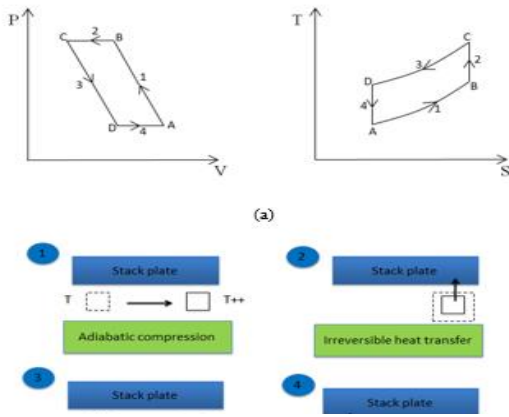 P
C
2
B
3
1
D
4
A
V
T
C
3
2
D
B
4
1
A
S
(a)
1
Stack plate
T
T++
Adiabatic compression
2
Stack plate
Irreversible heat transfer
3
Stack plate
4
Stack plate